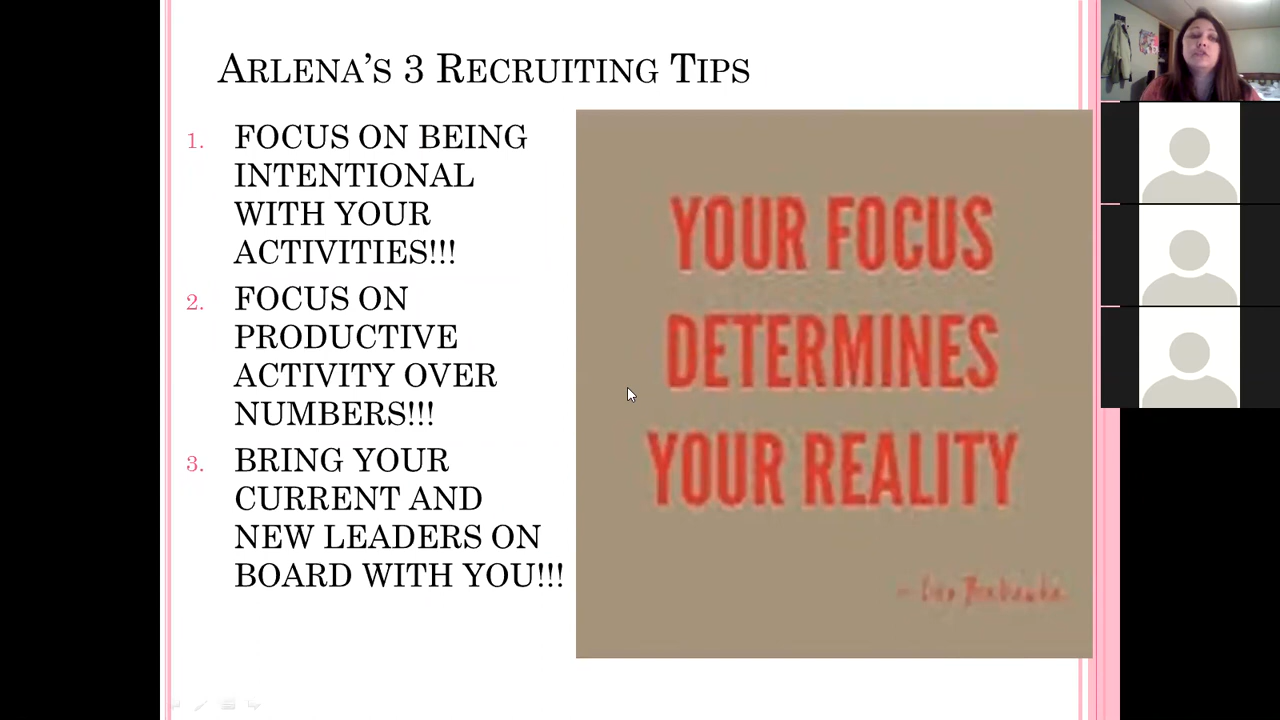 ARLENA'S 3 RECRUITING TIPS
1. FOCUS ON BEING
INTENTIONAL
WITH YOUR
ACTIVITIES!!!
2. FOCUS ON
PRODUCTIVE
ACTIVITY OVER
NUMBERS!!!
3. BRING YOUR
CURRENT AND
NEW LEADERS ON
BOARD WITH YOU!!!
YOUR FOCUS
DETERMINES
YOUR REALITY